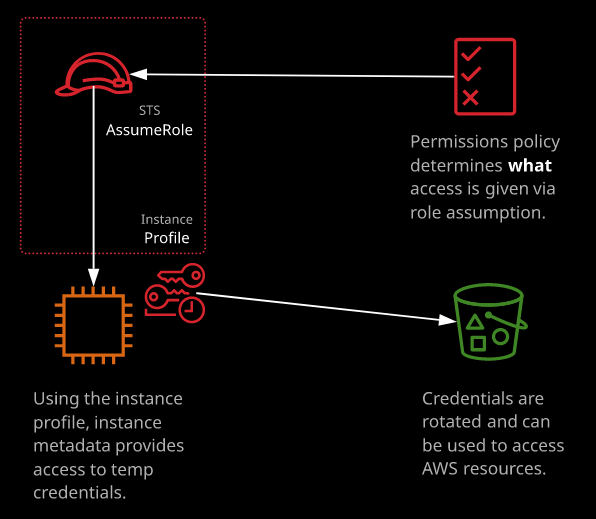 STS
AssumeRole
Permissions policy
determines what
access is given via
role assumption.
Instance
Profile
Using the instance
profile, instance
metadata provides
access to temp
credentials.
Credentials are
rotated and can
be used to access
AWS resources.